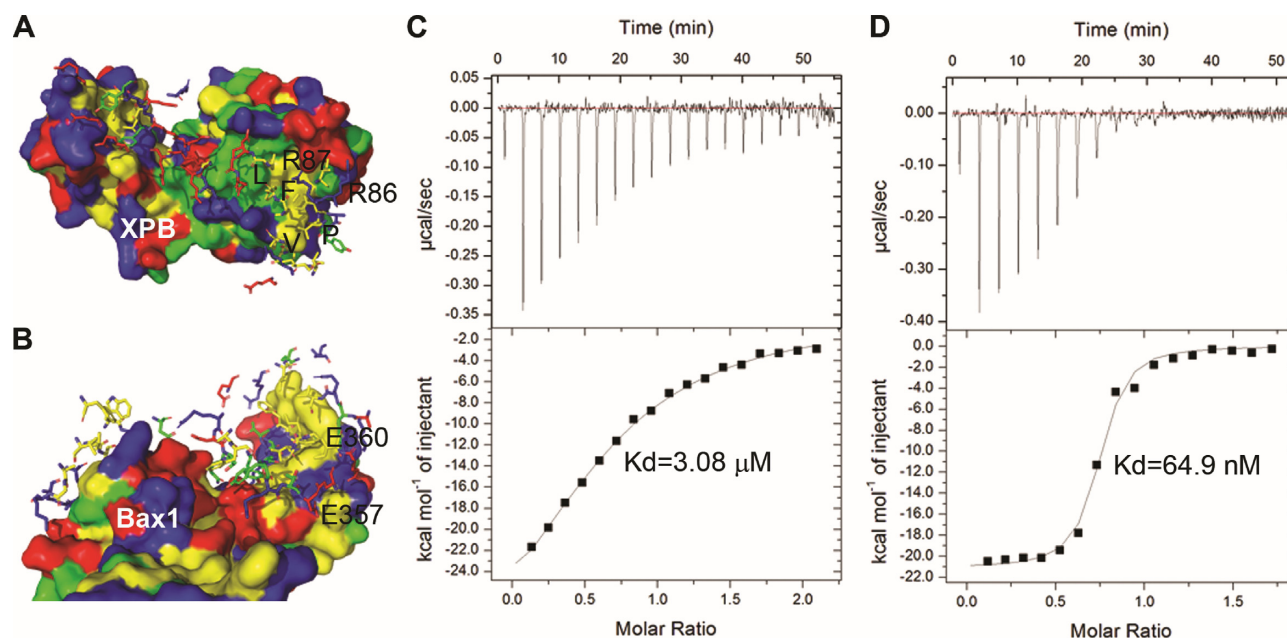 A
XPB
L
R87
F
R86
V
P
B
Bax1
E360
E357
C
Time (min)
0 10 20 30 40 50
0.05
0.00
-0.05
-0.10
-0.15
-0.20
-0.25
-0.30
-0.35
µcal/sec
-2.0
-4.0
-6.0
-8.0
-10.0
-12.0
-14.0
-16.0
-18.0
-20.0
-22.0
-24.0
kcal mol⁻¹ of injectant
Kd=3.08 µM
0.0 0.5 1.0 1.5 2.0
Molar Ratio
D
Time (min)
0 10 20 30 40 50
0.00
-0.10
-0.20
-0.30
-0.40
µcal/sec
0.0
-2.0
-4.0
-6.0
-8.0
-10.0
-12.0
-14.0
-16.0
-18.0
-20.0
-22.0
kcal mol⁻¹ of injectant
Kd=64.9 nM
0.0 0.5 1.0 1.5
Molar Ratio